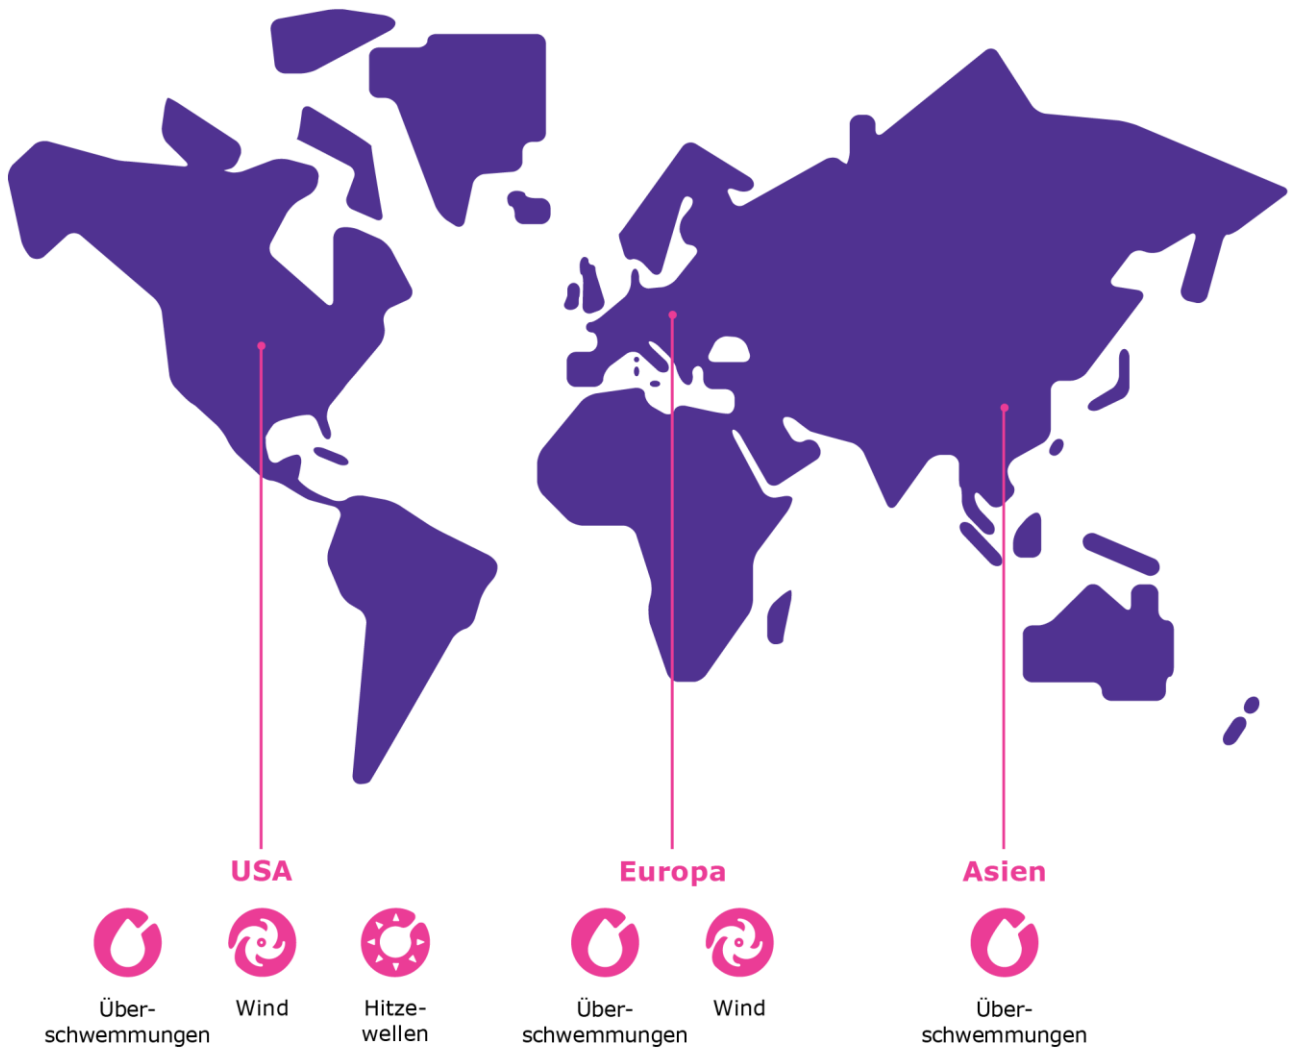 USA
Europa
Asien
Über-
schwemmungen
Wind
Hitze-
wellen
Über-
schwemmungen
Wind
Über-
schwemmungen